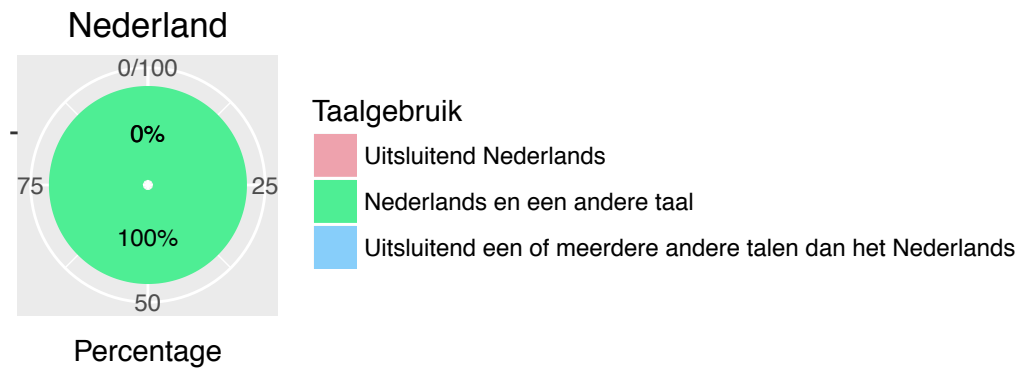 Nederland
0/100
0%
75
25
100%
50
Percentage
Taalgebruik
Uitsluitend Nederlands
Nederlands en een andere taal
Uitsluitend een of meerdere andere talen dan het Nederlands